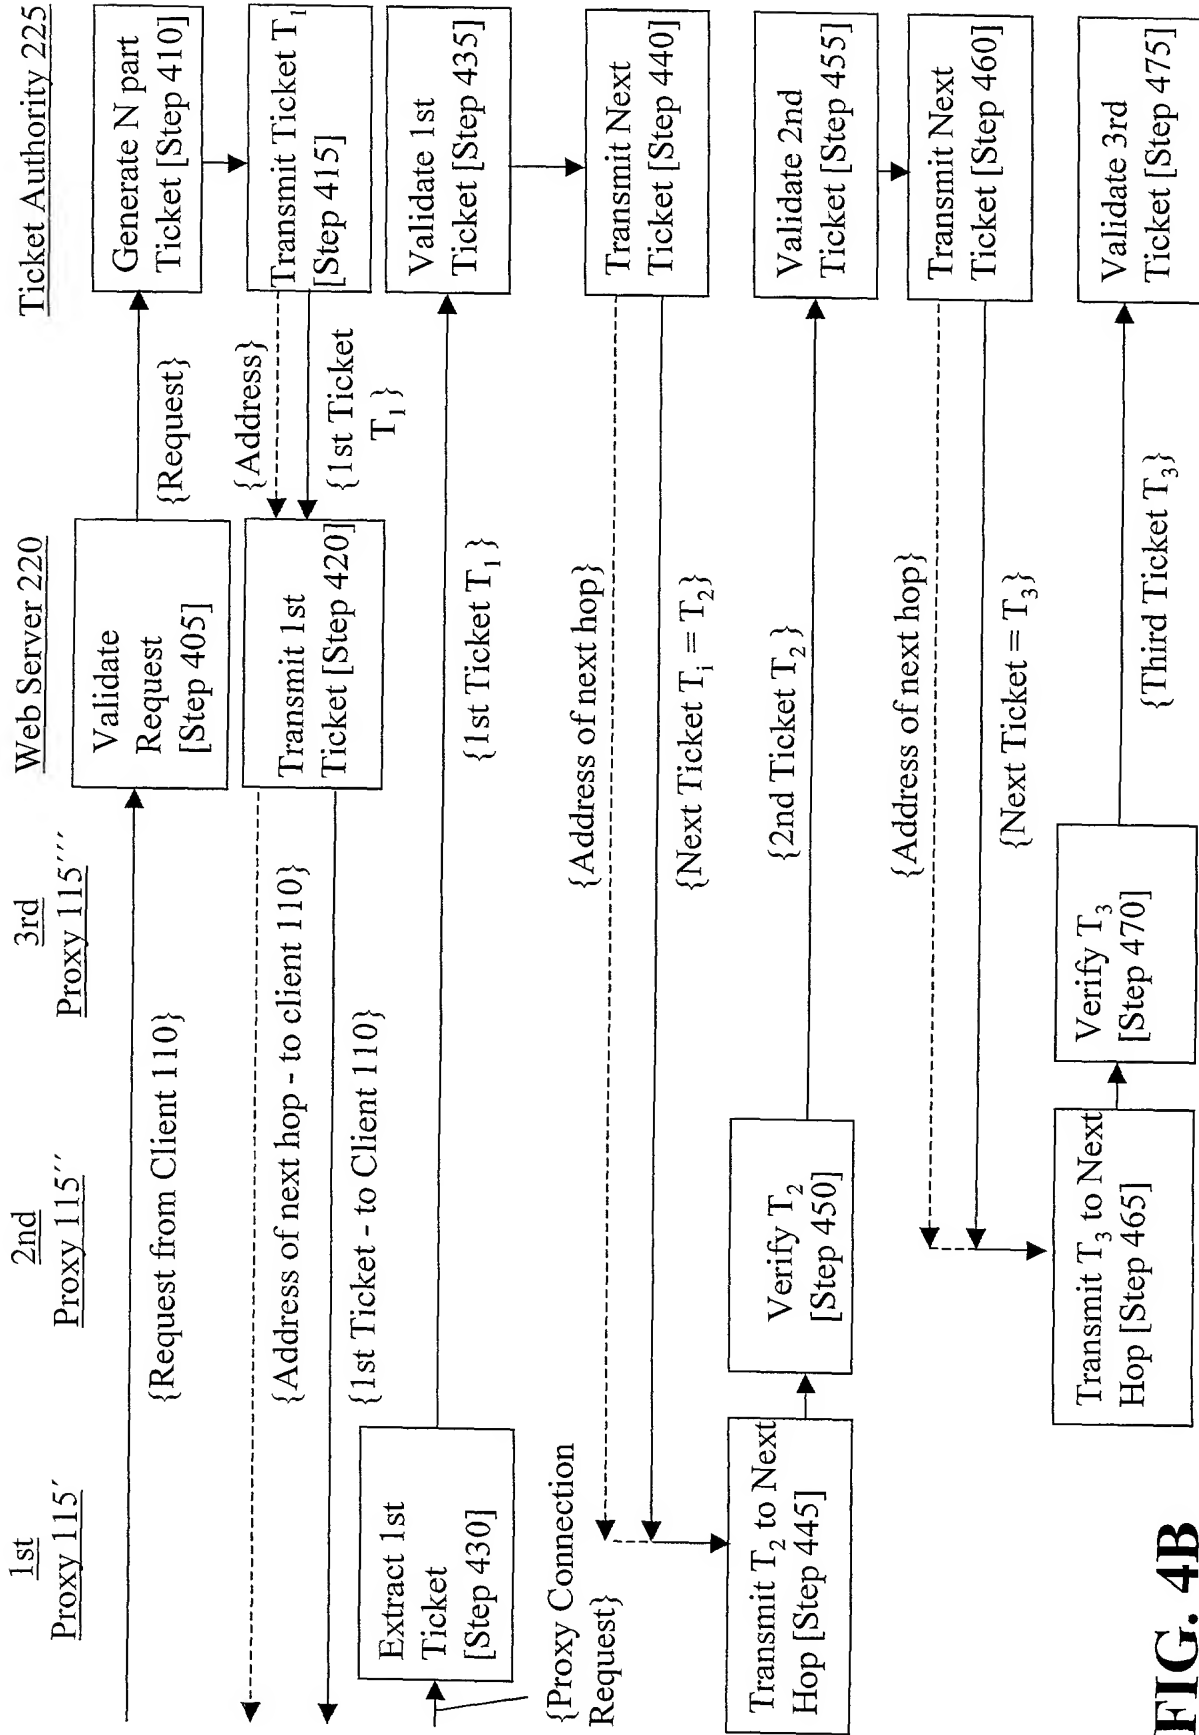 1st
Proxy 115′
2nd
Proxy 115′′
3rd
Proxy 115′′′
Web Server 220
Ticket Authority 225
{Request from Client 110}
Validate
Request
[Step 405]
{Request}
Generate N part
Ticket [Step 410]
Transmit Ticket T₁
[Step 415]
{Address}
{1st Ticket
T₁}
Transmit 1st
Ticket [Step 420]
{Address of next hop - to client 110}
{1st Ticket - to Client 110}
{Proxy Connection
Request}
Extract 1st
Ticket
[Step 430]
{1st Ticket T₁}
Validate 1st
Ticket [Step 435]
Transmit Next
Ticket [Step 440]
{Address of next hop}
{Next Ticket Tᵢ = T₂}
Transmit T₂ to Next
Hop [Step 445]
Verify T₂
[Step 450]
{2nd Ticket T₂}
Validate 2nd
Ticket [Step 455]
Transmit Next
Ticket [Step 460]
{Address of next hop}
{Next Ticket = T₃}
Transmit T₃ to Next
Hop [Step 465]
Verify T₃
[Step 470]
{Third Ticket T₃}
Validate 3rd
Ticket [Step 475]
FIG. 4B